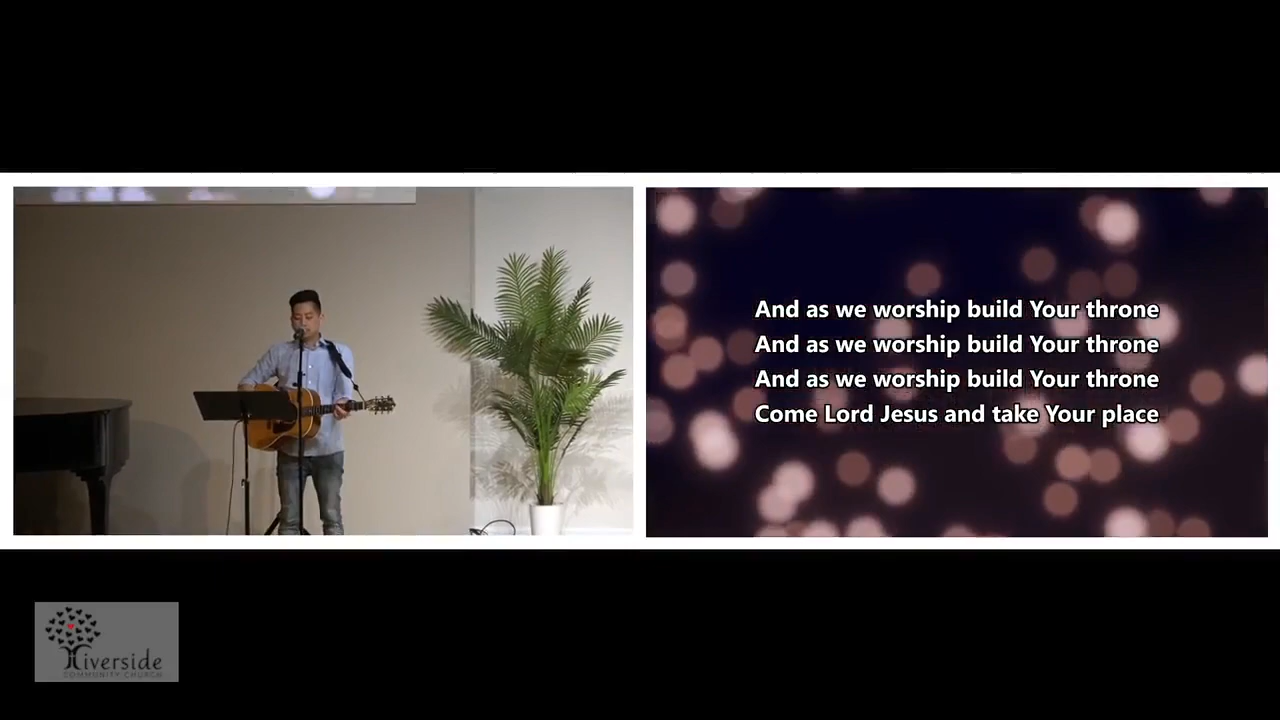 And as we worship build Your throne
And as we worship build Your throne
And as we worship build Your throne
Come Lord Jesus and take Your place
Riverside
COMMUNITY CHURCH